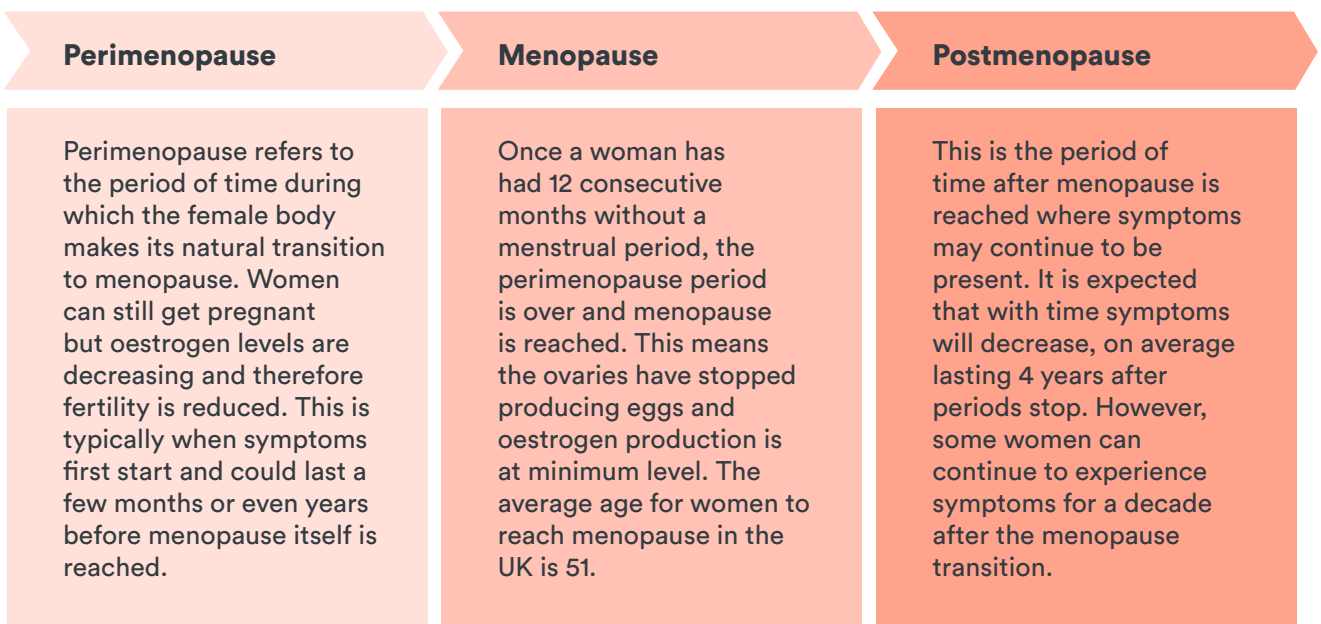 Perimenopause
Perimenopause refers to
the period of time during
which the female body
makes its natural transition
to menopause. Women
can still get pregnant
but oestrogen levels are
decreasing and therefore
fertility is reduced. This is
typically when symptoms
first start and could last a
few months or even years
before menopause itself is
reached.
Menopause
Once a woman has
had 12 consecutive
months without a
menstrual period, the
perimenopause period
is over and menopause
is reached. This means
the ovaries have stopped
producing eggs and
oestrogen production is
at minimum level. The
average age for women to
reach menopause in the
UK is 51.
Postmenopause
This is the period of
time after menopause is
reached where symptoms
may continue to be
present. It is expected
that with time symptoms
will decrease, on average
lasting 4 years after
periods stop. However,
some women can
continue to experience
symptoms for a decade
after the menopause
transition.